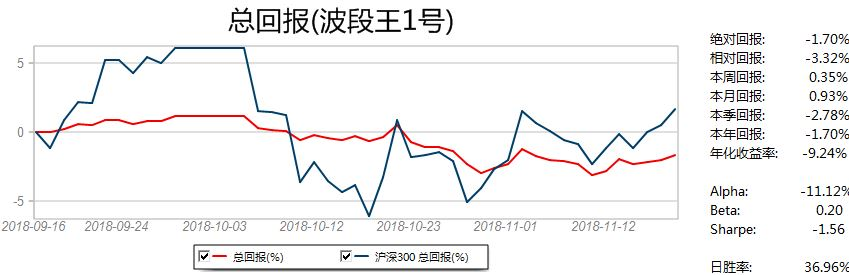 总回报(波段王1号)
5
0
-5
2018-09-16 2018-09-24 2018-10-03 2018-10-12 2018-10-23 2018-11-01 2018-11-12
总回报(%) 沪深300 总回报(%)
绝对回报: -1.70%
相对回报: -3.32%
本周回报: 0.35%
本月回报: 0.93%
本季回报: -2.78%
本年回报: -1.70%
年化收益率: -9.24%
Alpha: -11.12%
Beta: 0.20
Sharpe: -1.56
日胜率: 36.96%